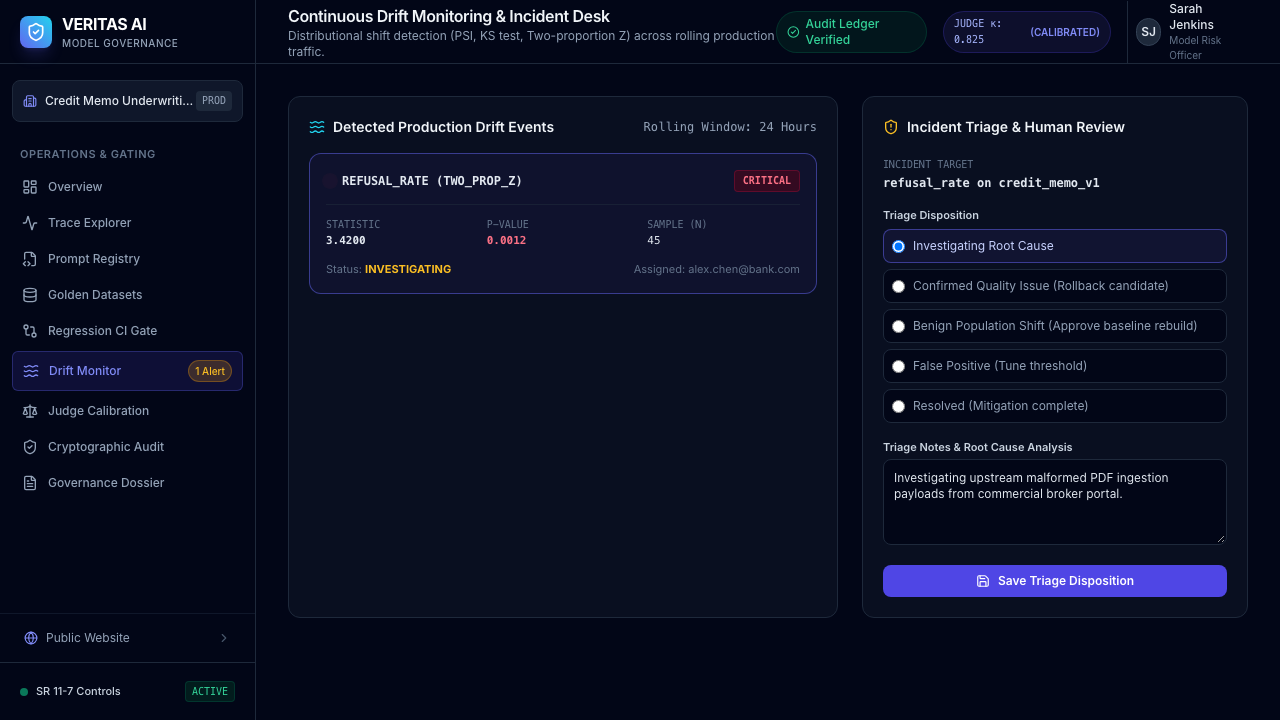 VERITAS AI
MODEL GOVERNANCE
Credit Memo Underwriti... PROD
OPERATIONS & GATING
Overview
Trace Explorer
Prompt Registry
Golden Datasets
Regression CI Gate
Drift Monitor 1 Alert
Judge Calibration
Cryptographic Audit
Governance Dossier
Public Website
SR 11-7 Controls ACTIVE
Continuous Drift Monitoring & Incident Desk
Distributional shift detection (PSI, KS test, Two-proportion Z) across rolling production
traffic.
Audit Ledger
Verified
JUDGE κ:
0.825
(CALIBRATED)
SJ
Sarah
Jenkins
Model Risk
Officer
Detected Production Drift Events Rolling Window: 24 Hours
REFUSAL_RATE (TWO_PROP_Z) CRITICAL
STATISTIC P-VALUE SAMPLE (N)
3.4200 0.0012 45
Status: INVESTIGATING Assigned: alex.chen@bank.com
Incident Triage & Human Review
INCIDENT TARGET
refusal_rate on credit_memo_v1
Triage Disposition
Investigating Root Cause
Confirmed Quality Issue (Rollback candidate)
Benign Population Shift (Approve baseline rebuild)
False Positive (Tune threshold)
Resolved (Mitigation complete)
Triage Notes & Root Cause Analysis
Investigating upstream malformed PDF ingestion
payloads from commercial broker portal.
Save Triage Disposition